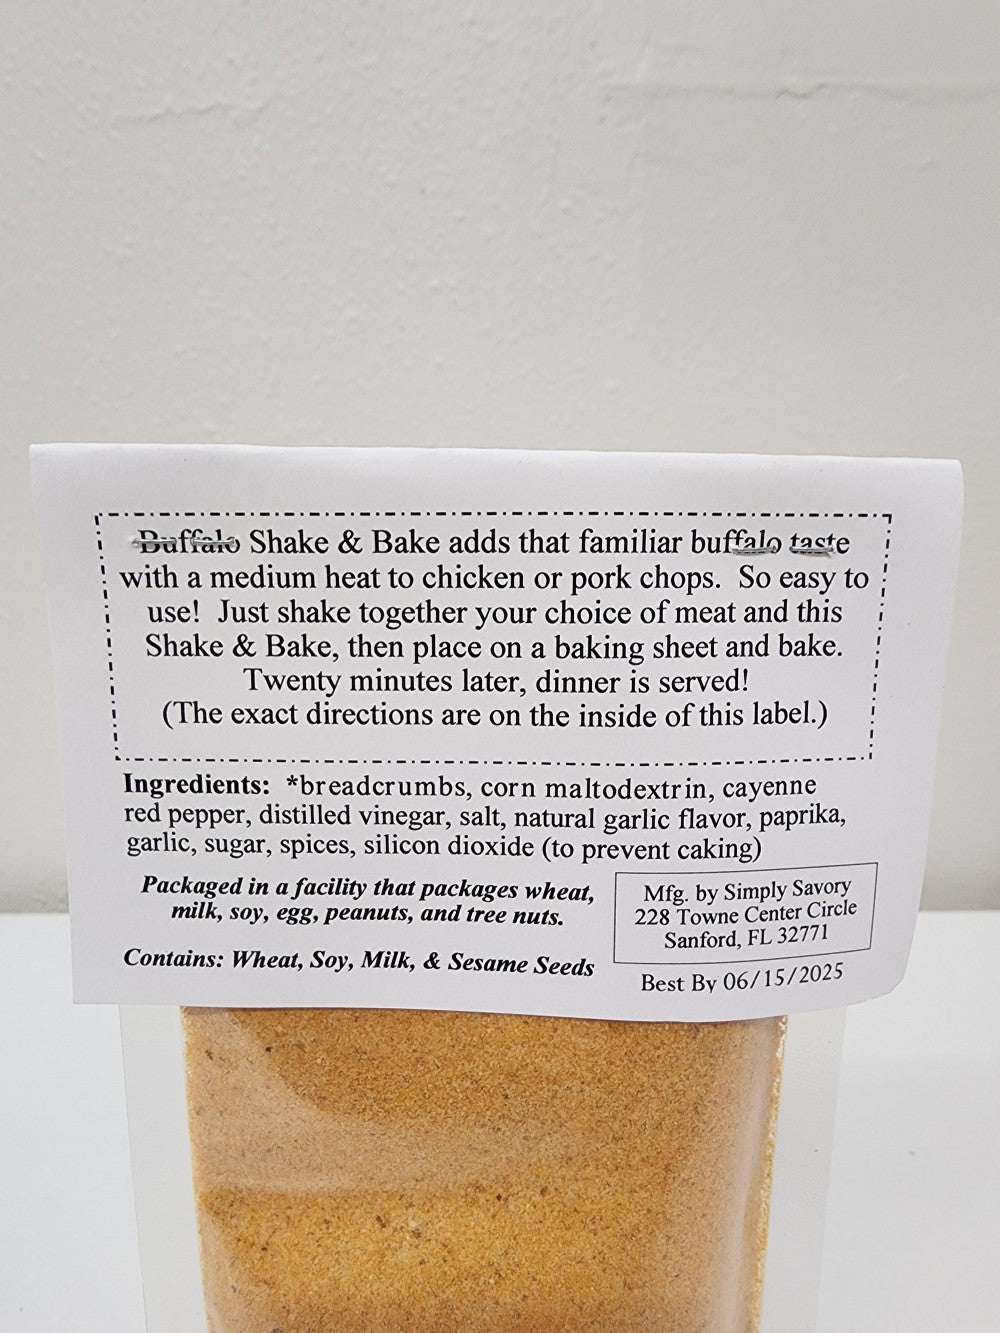 Buffalo Shake & Bake adds that familiar buffalo taste
with a medium heat to chicken or pork chops.  So easy to
use!  Just shake together your choice of meat and this
Shake & Bake, then place on a baking sheet and bake.
Twenty minutes later, dinner is served!
(The exact directions are on the inside of this label.)
Ingredients:  *breadcrumbs, corn maltodextrin, cayenne
red pepper, distilled vinegar, salt, natural garlic flavor, paprika,
garlic, sugar, spices, silicon dioxide (to prevent caking)
Packaged in a facility that packages wheat,
milk, soy, egg, peanuts, and tree nuts.
Contains: Wheat, Soy, Milk, & Sesame Seeds
Mfg. by Simply Savory
228 Towne Center Circle
Sanford, FL 32771
Best By 06/15/2025